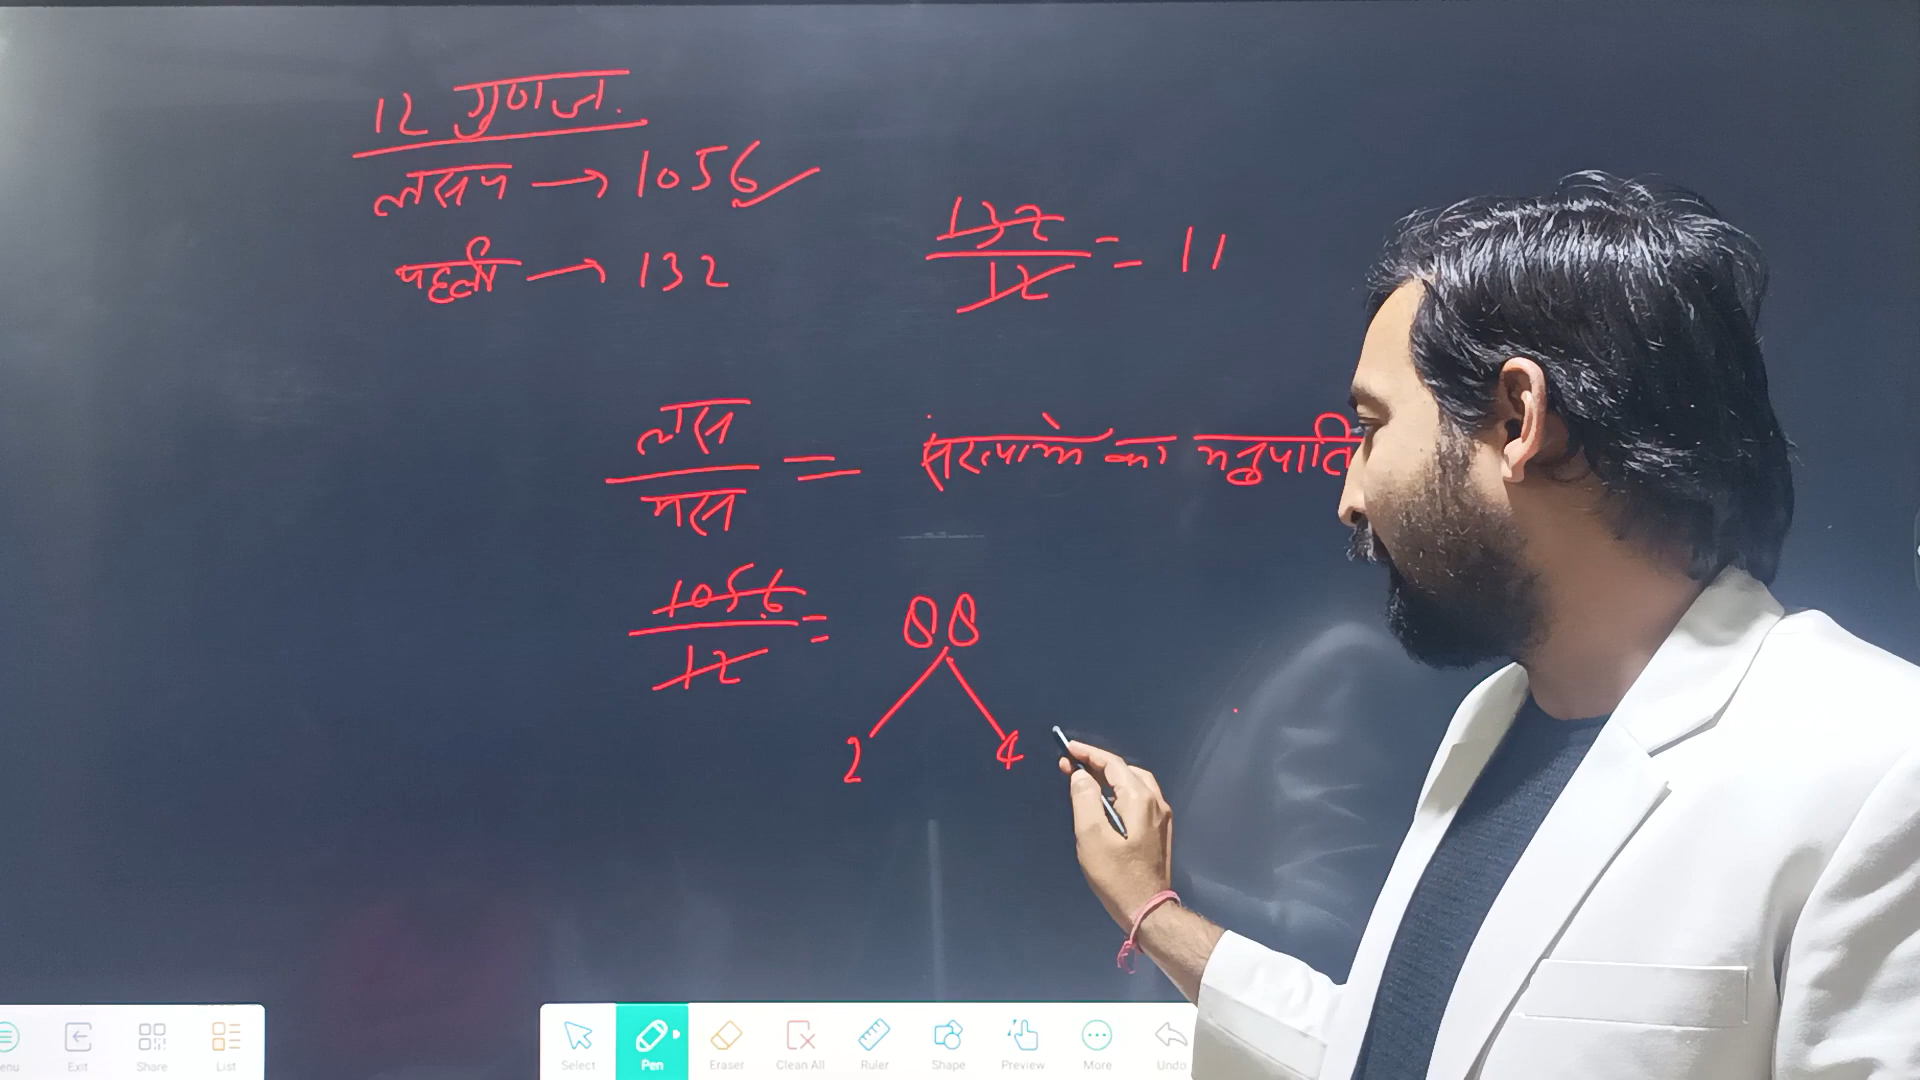 12 गुणज.
लसप → 1056
पहली → 132
132
12
= 11
लस
मस
=
संख्याओ का अनुपाति
1056
12
= 88
2 4
enu Exit Share List Select Pen Eraser Clean All Ruler Shape Preview More Undo